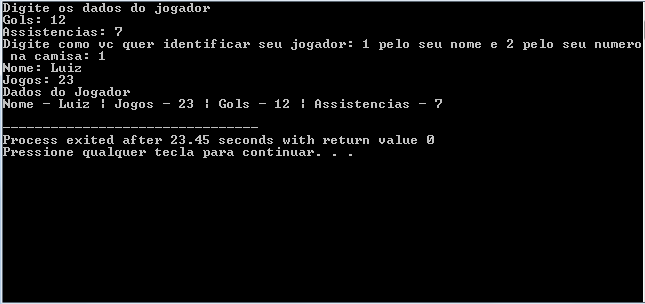 Digite os dados do jogador
Gols: 12
Assistencias: 7
Digite como vc quer identificar seu jogador: 1 pelo seu nome e 2 pelo seu numero
 na camisa: 1
Nome: Luiz
Jogos: 23
Dados do Jogador
Nome - Luiz ¦ Jogos - 23 ¦ Gols - 12 ¦ Assistencias - 7

--------------------------------
Process exited after 23.45 seconds with return value 0
Pressione qualquer tecla para continuar. . .